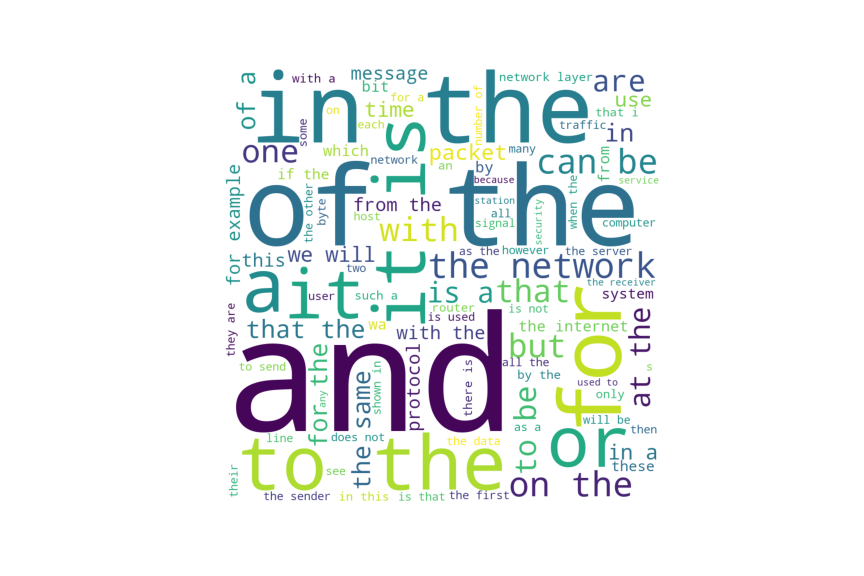 of a
with a
message
bit
network layer
are
in the
for a
number of
use
time
on
each
that i
traffic
in
some
one
which
packet
many
can be
from
it is
network
an
by
if the
because
service
for example
of the
the other
byte
from the
host
station
all
signal
security
when the
computer
with
this
we will
as the
however
the server
two
the network
a
it
user
such a
is a
that
the receiver
system
router
is not
they are
that the
wa
with the
is used
the internet
but
for
at the
and
to send
for the
any
the same
shown in
protocol
there is
all the
by the
used to
only
s
to be
as a
will be
then
line
does not
the data
or
in a
these
to the
see
their
on the
the sender
in this
is that
the first